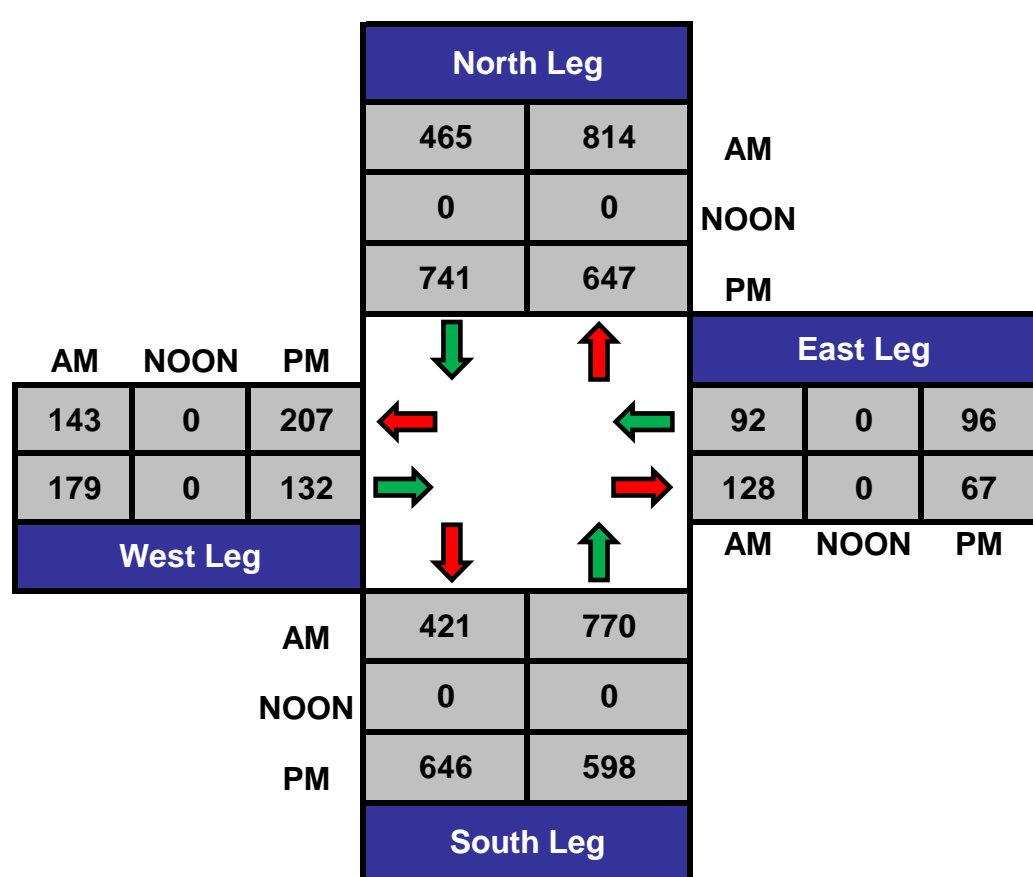 North Leg
465 814 AM
0 0 NOON
741 647 PM
East Leg
AM NOON PM
143 0 207 92 0 96
179 0 132 128 0 67
West Leg AM NOON PM
AM 421 770
NOON 0 0
PM 646 598
South Leg